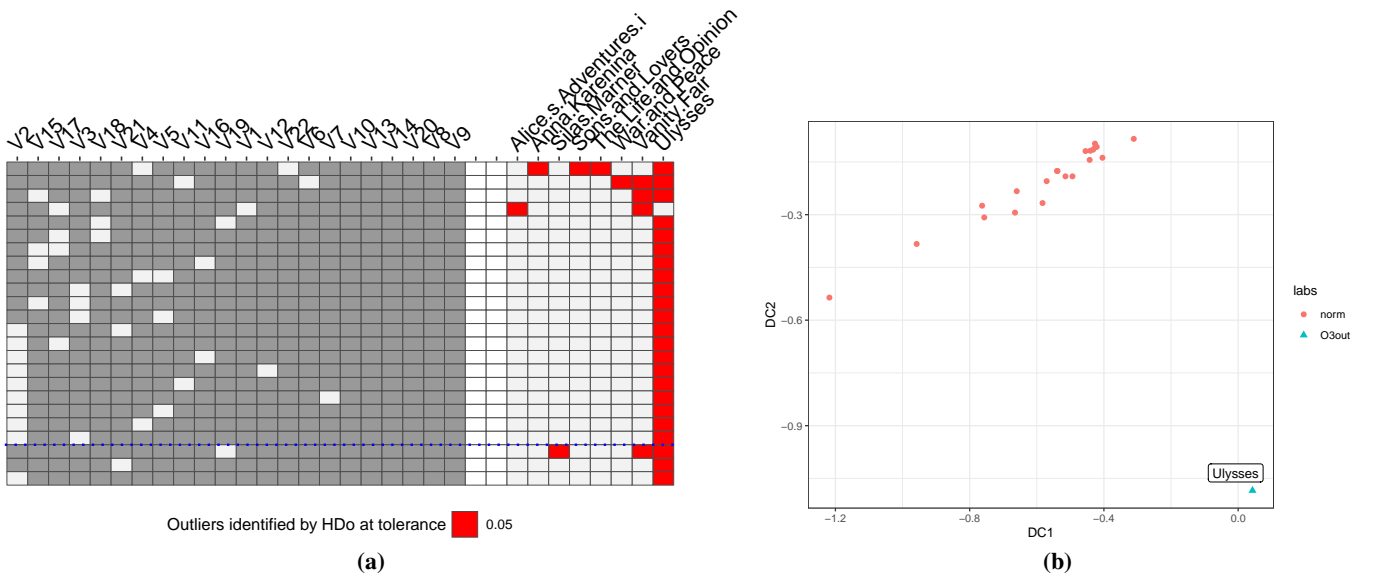 V2
V15
V17
V3
V18
V21
V4
V5
V11
V16
V19
V1
V12
V22
V6
V7
V10
V13
V14
V20
V8
V9
Alice.s.Adventures.i
Anna.Karenina
Silas.Marner
Sons.and.Lovers
The.Life.and.Opinion
War.and.Peace
Vanity.Fair
Ulysses
Outliers identified by HDo at tolerance 0.05
(a)
DC2
−0.3
−0.6
−0.9
Ulysses
−1.2 −0.8 −0.4 0.0
DC1
labs
norm
O3out
(b)